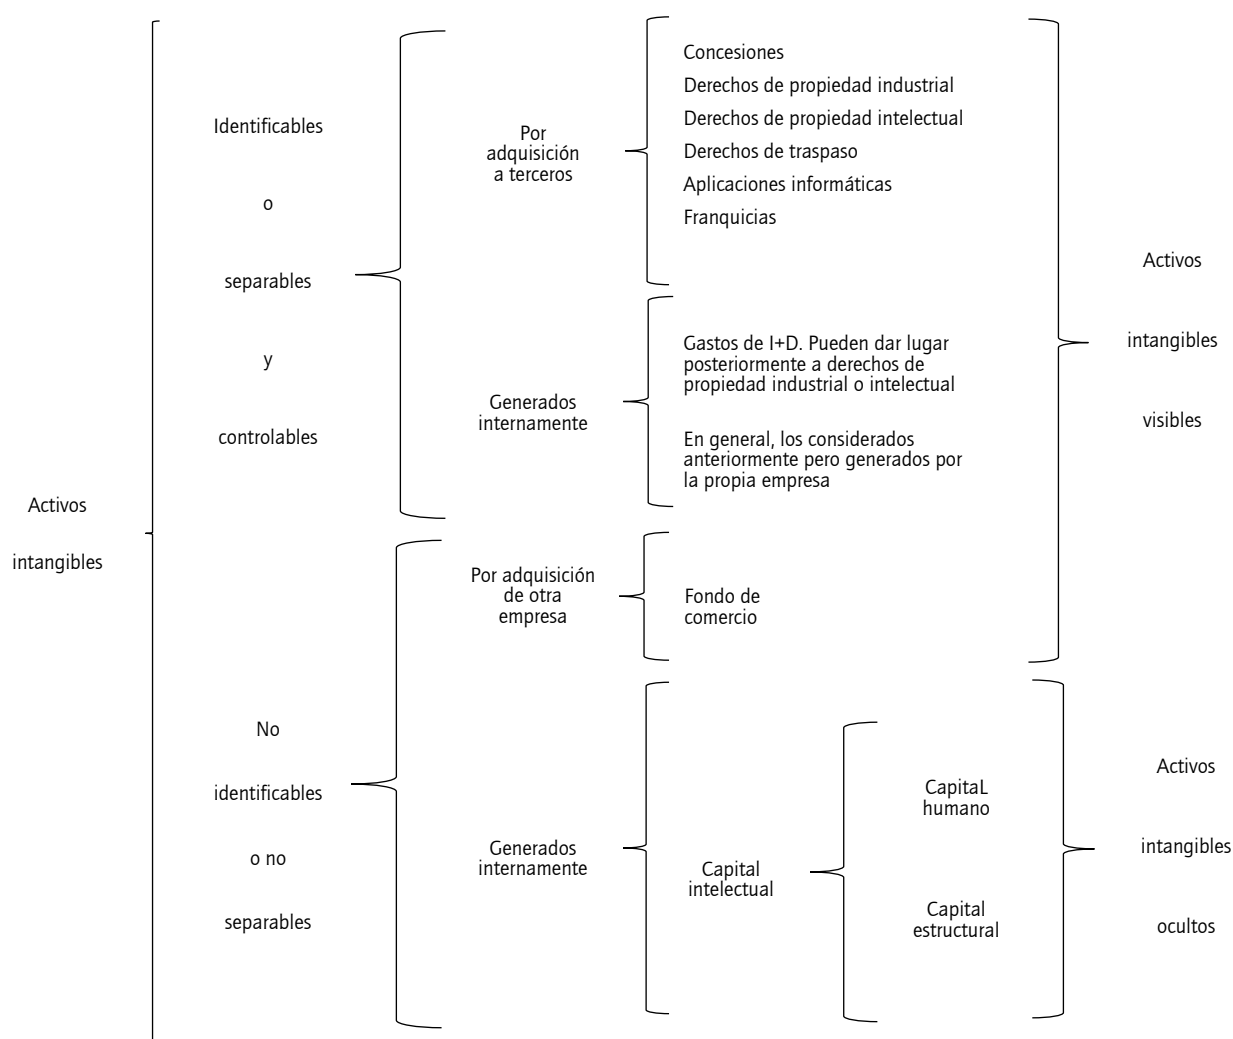 Activos
intangibles
Identificables
o
separables
y
controlables
Por
adquisición
a terceros
Concesiones
Derechos de propiedad industrial
Derechos de propiedad intelectual
Derechos de traspaso
Aplicaciones informáticas
Franquicias
Generados
internamente
Gastos de I+D. Pueden dar lugar
posteriormente a derechos de
propiedad industrial o intelectual
En general, los considerados
anteriormente pero generados por
la propia empresa
Activos
intangibles
visibles
No
identificables
o no
separables
Por adquisición
de otra
empresa
Fondo de
comercio
Generados
internamente
Capital
intelectual
CapitaL
humano
Capital
estructural
Activos
intangibles
ocultos